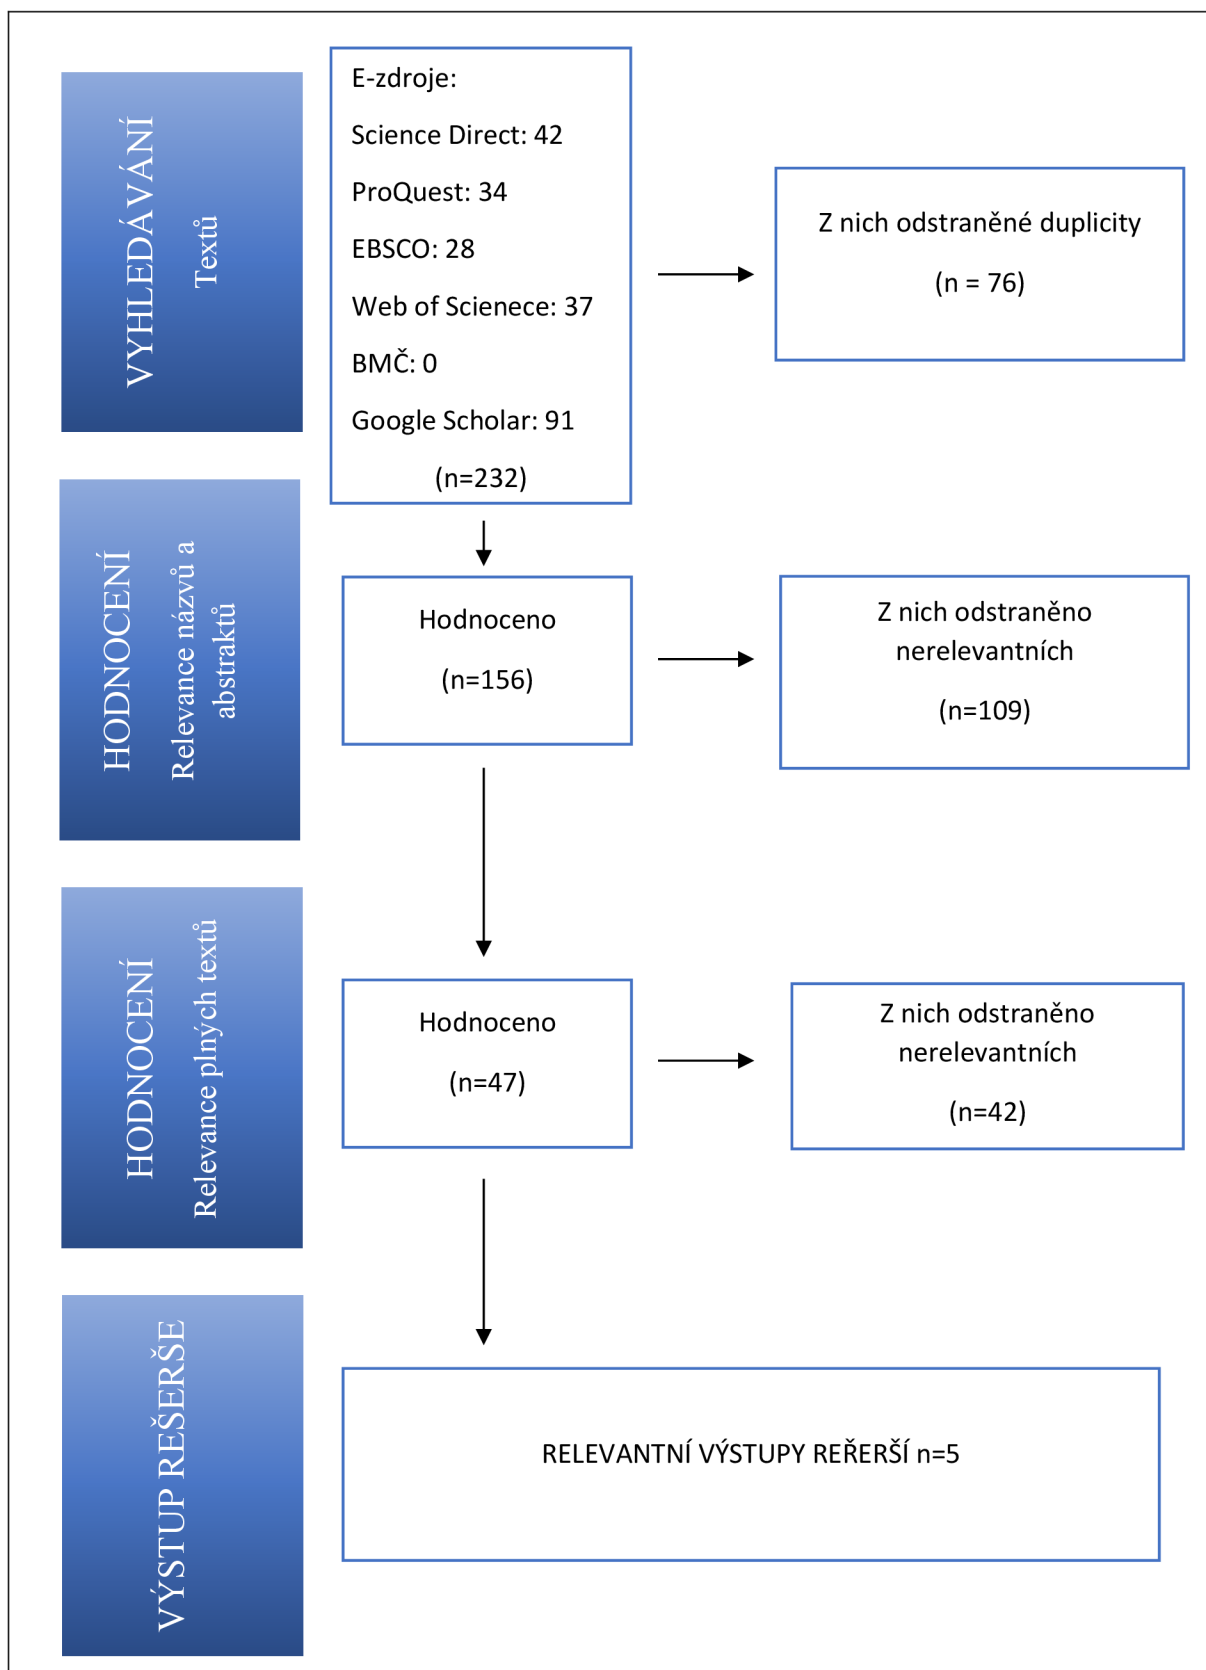 VYHLEDÁVÁNÍ
Textů
E-zdroje:
Science Direct: 42
ProQuest: 34
EBSCO: 28
Web of Scienece: 37
BMČ: 0
Google Scholar: 91
(n=232)
Z nich odstraněné duplicity
(n = 76)
HODNOCENÍ
Relevance názvů a
abstraktů
Hodnoceno
(n=156)
Z nich odstraněno
nerelevantních
(n=109)
HODNOCENÍ
Relevance plných textů
Hodnoceno
(n=47)
Z nich odstraněno
nerelevantních
(n=42)
VÝSTUP REŠERŠE
RELEVANTNÍ VÝSTUPY REŘERŠÍ n=5